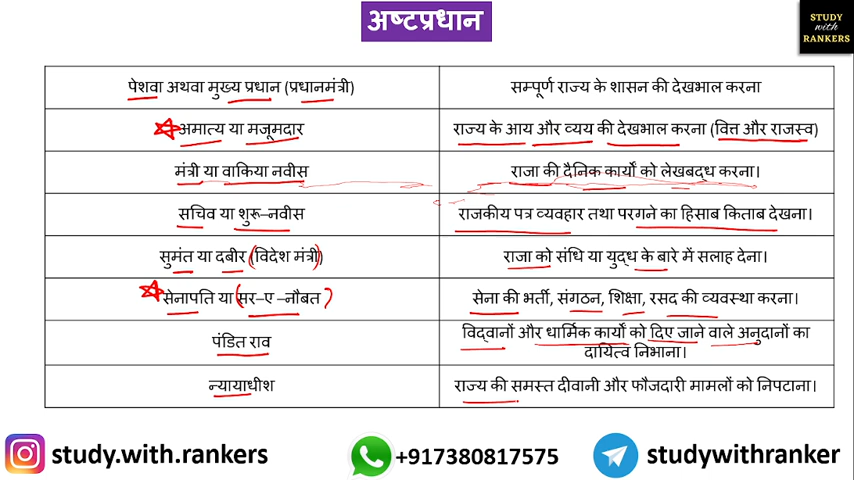 अष्टप्रधान
STUDY
with
RANKERS
पेशवा अथवा मुख्य प्रधान (प्रधानमंत्री)
सम्पूर्ण राज्य के शासन की देखभाल करना
अमात्य या मजूमदार
राज्य के आय और व्यय की देखभाल करना (वित्त और राजस्व)
मंत्री या वाकिया नवीस
राजा की दैनिक कार्यों को लेखबद्ध करना।
सचिव या शुरू–नवीस
राजकीय पत्र व्यवहार तथा परगने का हिसाब किताब देखना।
सुमंत या दबीर (विदेश मंत्री)
राजा को संधि या युद्ध के बारे में सलाह देना।
सेनापति या (सर–ए–नौबत)
सेना की भर्ती, संगठन, शिक्षा, रसद की व्यवस्था करना।
पंडित राव
विद्वानों और धार्मिक कार्यों को दिए जाने वाले अनुदानों का
दायित्व निभाना।
न्यायाधीश
राज्य की समस्त दीवानी और फौजदारी मामलों को निपटाना।
study.with.rankers
+917380817575
studywithranker